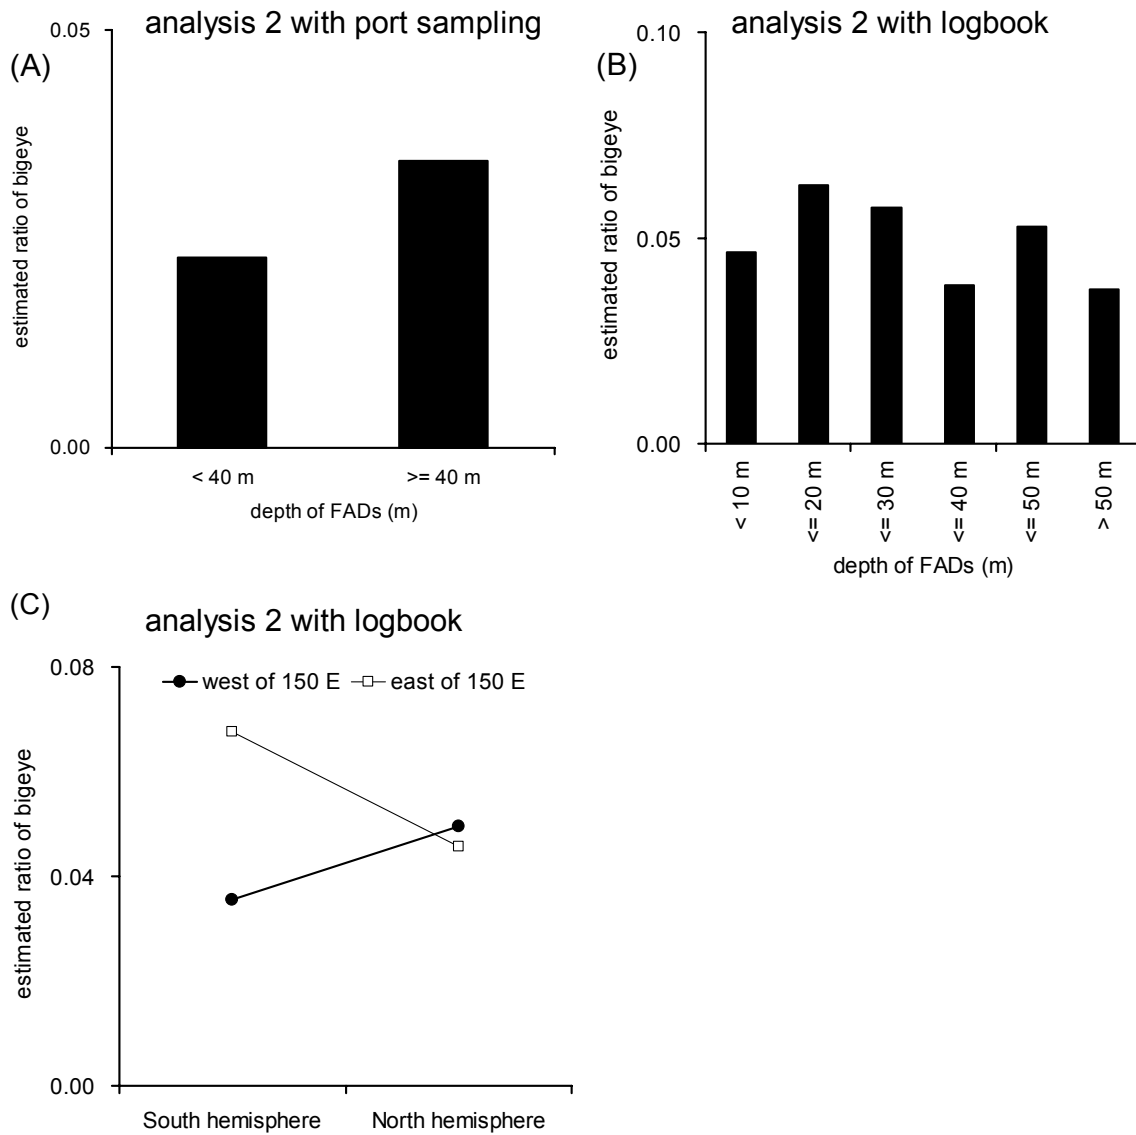 analysis 2 with port sampling
(A)
0.05
estimated ratio of bigeye
0.00
< 40 m
>= 40 m
depth of FADs (m)
analysis 2 with logbook
(B)
0.10
estimated ratio of bigeye
0.05
0.00
< 10 m
<= 20 m
<= 30 m
<= 40 m
<= 50 m
> 50 m
depth of FADs (m)
(C)
analysis 2 with logbook
0.08
west of 150 E
east of 150 E
estimated ratio of bigeye
0.04
0.00
South hemisphere
North hemisphere